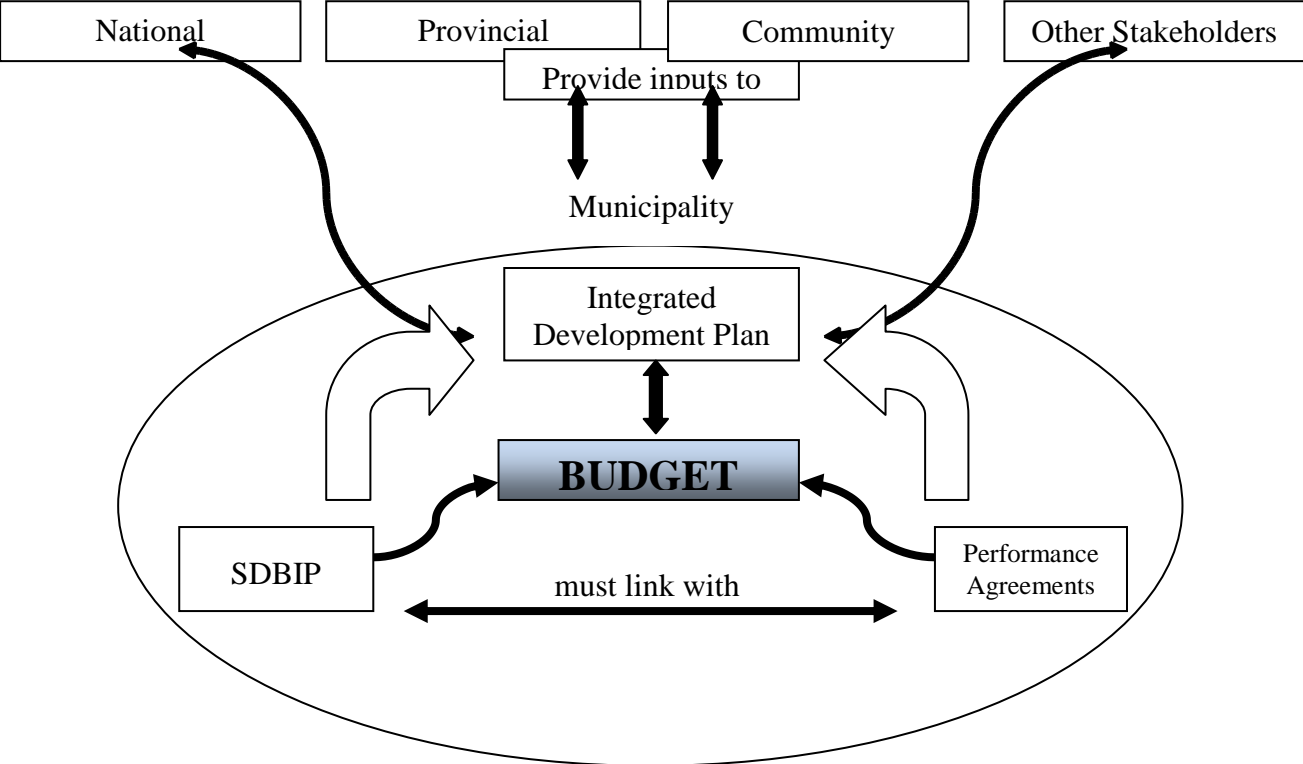 National
Provincial
Community
Other Stakeholders
Provide inputs to
Municipality
Integrated
Development Plan
BUDGET
SDBIP
Performance
Agreements
must link with